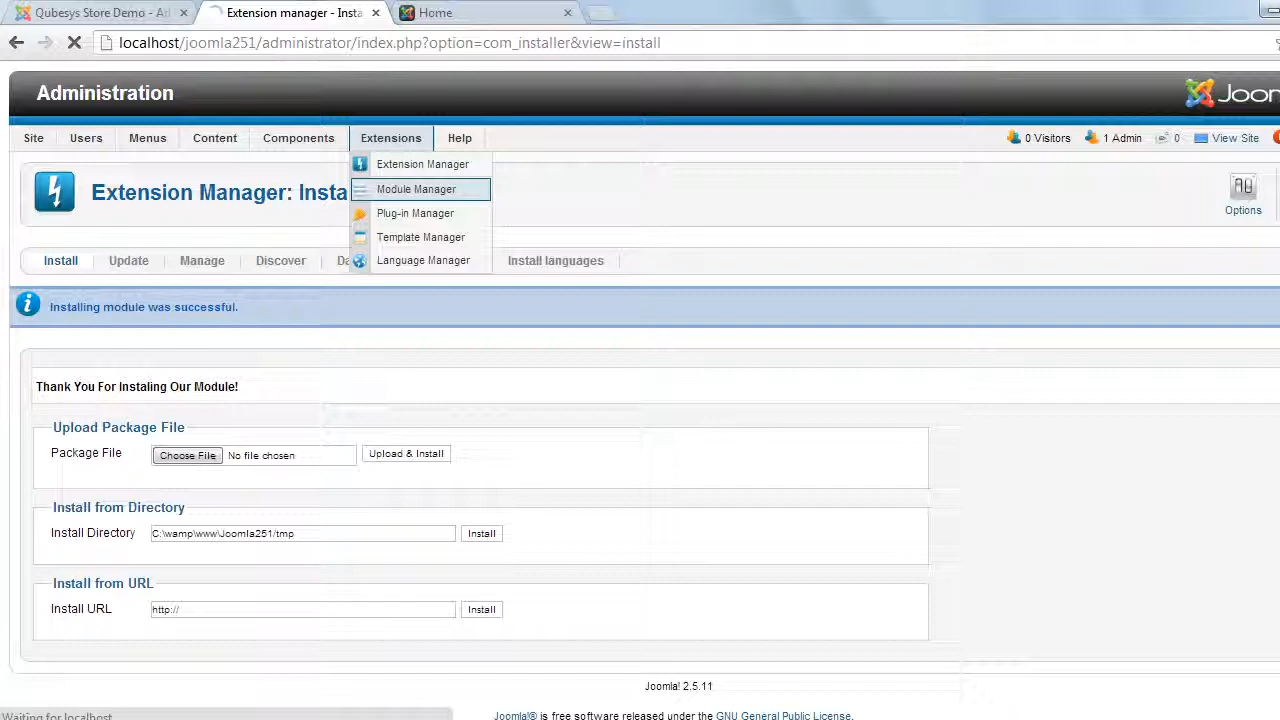 Qubesys Store Demo - Ad
Extension manager - Insta
Home
localhost/joomla251/administrator/index.php?option=com_installer&view=install
Administration
Site Users Menus Content Components Extensions Help
0 Visitors 1 Admin 0 View Site
Extension Manager
Module Manager
Plug-in Manager
Template Manager
Language Manager
Extension Manager: Insta
Options
Install Update Manage Discover Da Install languages
Installing module was successful.
Thank You For Instaling Our Module!
Upload Package File
Package File Choose File No file chosen Upload & Install
Install from Directory
Install Directory C:\wamp\www\Joomla251/tmp Install
Install from URL
Install URL http:// Install
Joomla! 2.5.11
Waiting for localhost
Joomla!® is free software released under the GNU General Public License.